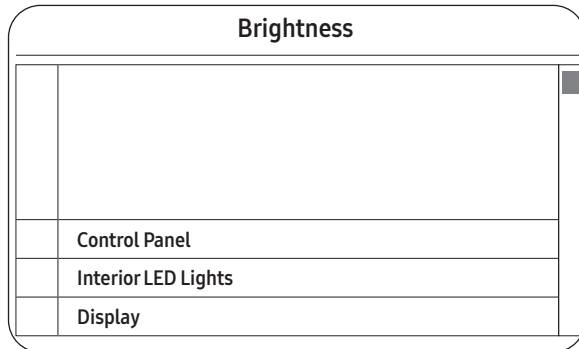 Brightness
Control Panel
Interior LED Lights
Display